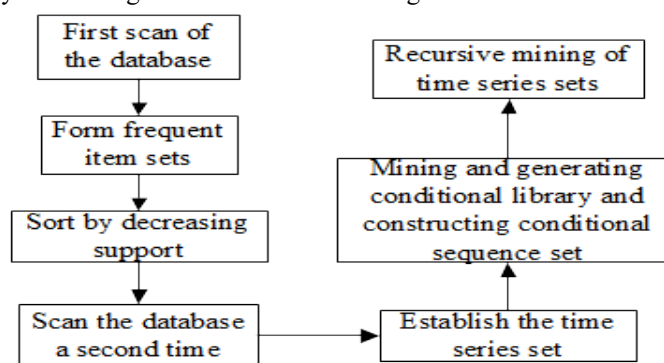 First scan of
the database
Form frequent
item sets
Sort by decreasing
support
Scan the database
a second time
Establish the time
series set
Mining and generating
conditional library and
constructing conditional
sequence set
Recursive mining of
time series sets